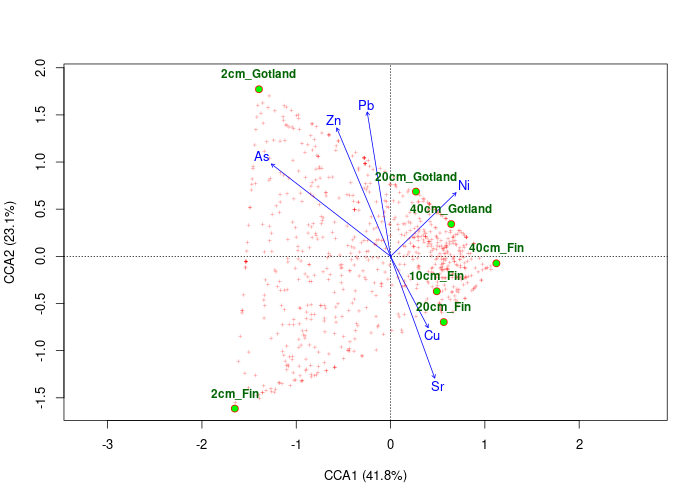 2.0
1.5
1.0
0.5
0.0
-0.5
-1.0
-1.5
CCA2 (23.1%)
2cm_Gotland
Pb
Zn
As
20cm_Gotland
Ni
40cm_Gotland
40cm_Fin
10cm_Fin
20cm_Fin
Cu
Sr
2cm_Fin
-3 -2 -1 0 1 2
CCA1 (41.8%)